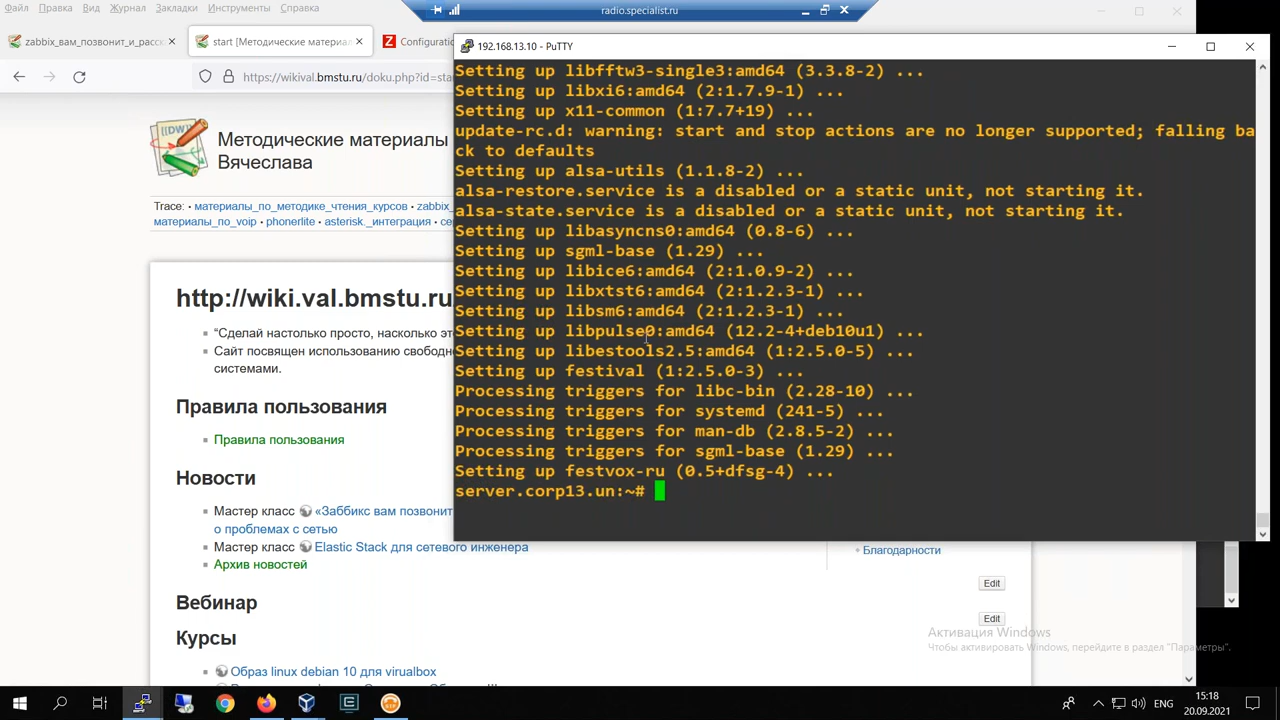 Файл Правка Вид Журнал Закладки Инструменты Справка
radio.specialist.ru
zabbix_вам_позвонит_и_расск
start [Методические материал
Configurati
https://wikival.bmstu.ru/doku.php?id=sta
Методические материалы
Вячеслава
Trace: • материалы_по_методике_чтения_курсов • zabbix_
материалы_по_voip • phonerlite • asterisk._интеграция • се
http://wiki.val.bmstu.ru
“Сделай настолько просто, насколько эт
Сайт посвящен использованию свободн
системами.
Правила пользования
Правила пользования
Новости
Мастер класс «Заббикс вам позвонит
о проблемах с сетью
Мастер класс Elastic Stack для сетевого инженера
Архив новостей
Вебинар
Курсы
Образ linux debian 10 для virualbox
192.168.13.10 - PuTTY
Setting up libfftw3-single3:amd64 (3.3.8-2) ...
Setting up libxi6:amd64 (2:1.7.9-1) ...
Setting up x11-common (1:7.7+19) ...
update-rc.d: warning: start and stop actions are no longer supported; falling ba
ck to defaults
Setting up alsa-utils (1.1.8-2) ...
alsa-restore.service is a disabled or a static unit, not starting it.
alsa-state.service is a disabled or a static unit, not starting it.
Setting up libasyncns0:amd64 (0.8-6) ...
Setting up sgml-base (1.29) ...
Setting up libice6:amd64 (2:1.0.9-2) ...
Setting up libxtst6:amd64 (2:1.2.3-1) ...
Setting up libsm6:amd64 (2:1.2.3-1) ...
Setting up libpulse0:amd64 (12.2-4+deb10u1) ...
Setting up libestools2.5:amd64 (1:2.5.0-5) ...
Setting up festival (1:2.5.0-3) ...
Processing triggers for libc-bin (2.28-10) ...
Processing triggers for systemd (241-5) ...
Processing triggers for man-db (2.8.5-2) ...
Processing triggers for sgml-base (1.29) ...
Setting up festvox-ru (0.5+dfsg-4) ...
server.corp13.un:~#
Благодарности
Edit
Edit
Активация Windows
Чтобы активировать Windows, перейдите в раздел "Параметры".
ENG
15:18
20.09.2021